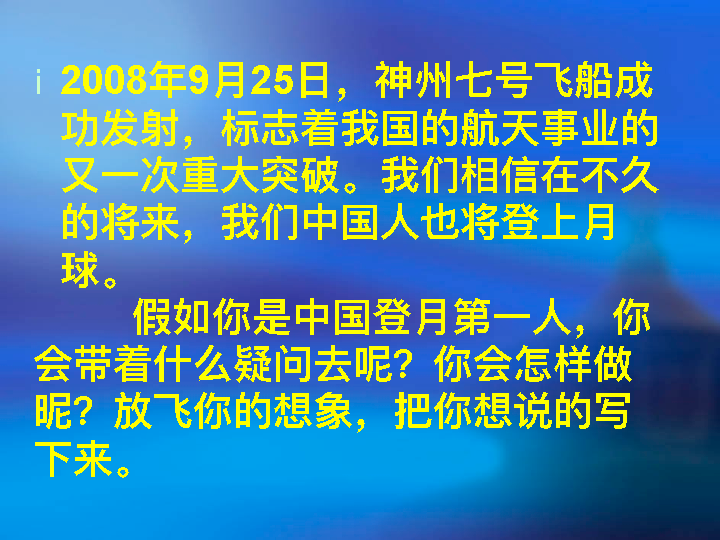 i 2008年9月25日，神州七号飞船成
功发射，标志着我国的航天事业的
又一次重大突破。我们相信在不久
的将来，我们中国人也将登上月
球。
假如你是中国登月第一人，你
会带着什么疑问去呢？你会怎样做
昵？放飞你的想象，把你想说的写
下来。